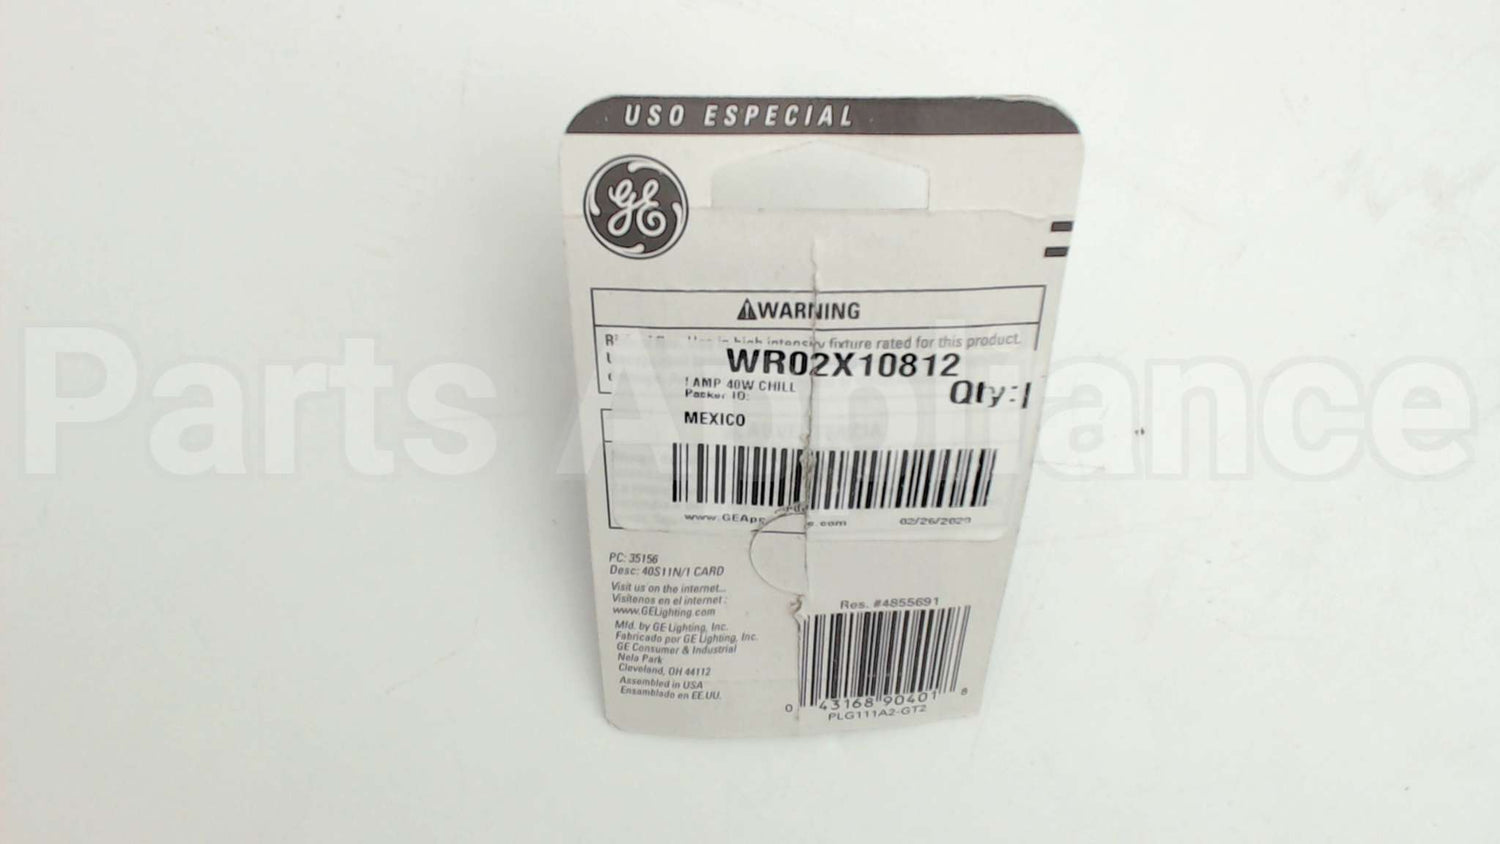 USO ESPECIAL
GE
WARNING
in high intensity fixture rated for this product.
WR02X10812
LAMP 40W CHILL
Qty:1
Packer ID:
MEXICO
www.GEApp .com 02/26/2020
PC: 35156
Desc: 40S11N/1 CARD
Visit us on the internet...
Visítenos en el internet:
www.GELighting.com
Mfd. by GE Lighting, Inc.
Fabricado por GE Lighting, Inc.
GE Consumer & Industrial
Nela Park
Cleveland, OH 44112
Assembled in USA
Ensamblado en EE.UU.
Res. #4855691
0 43168 90401 8
PLG111A2-GT2
Parts Appliance